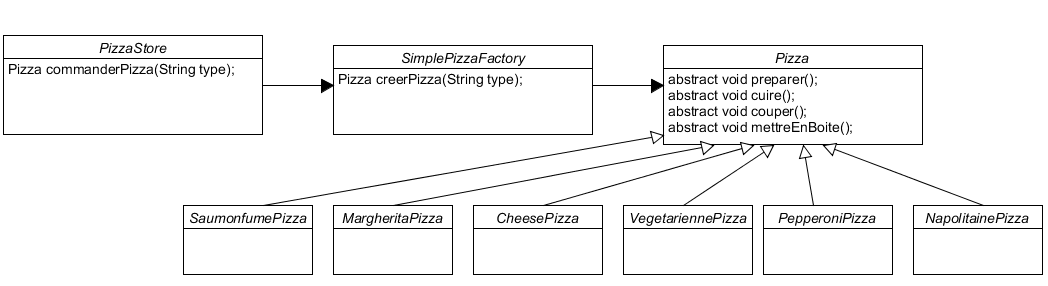 PizzaStore
Pizza commanderPizza(String type);
SimplePizzaFactory
Pizza creerPizza(String type);
Pizza
abstract void preparer();
abstract void cuire();
abstract void couper();
abstract void mettreEnBoite();
SaumonfumePizza
MargheritaPizza
CheesePizza
VegetariennePizza
PepperoniPizza
NapolitainePizza